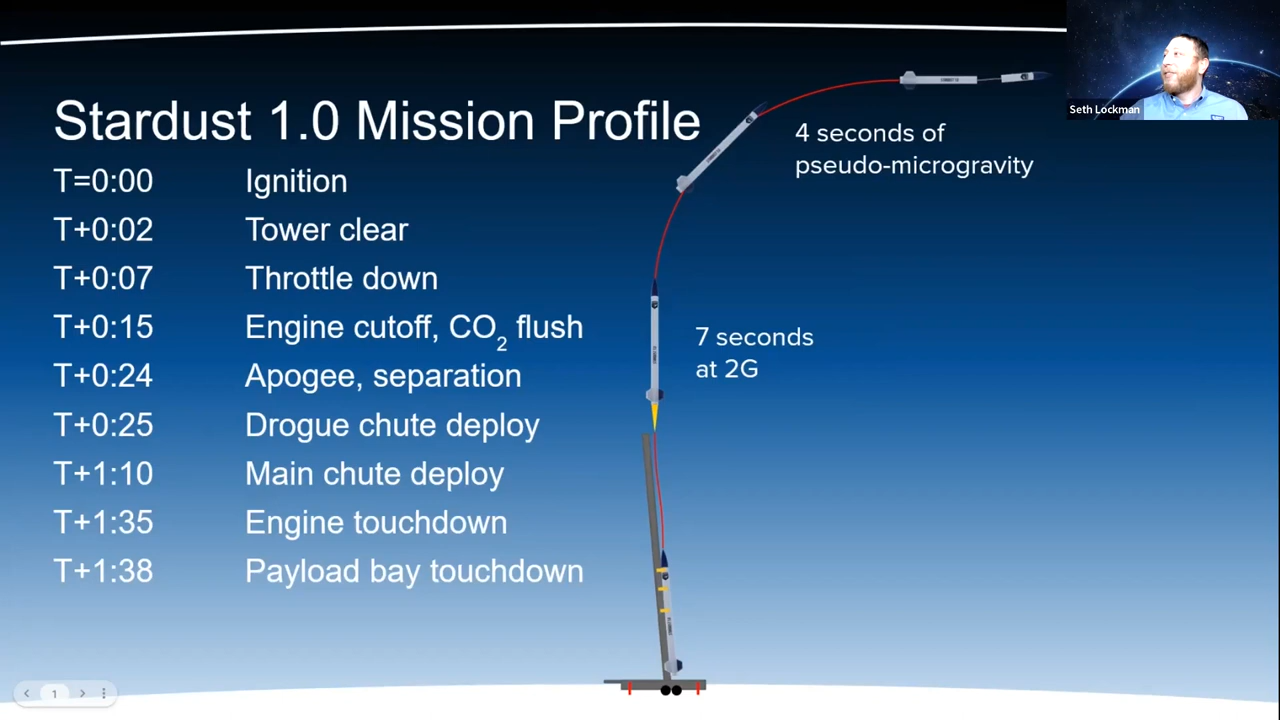 Stardust 1.0 Mission Profile
T=0:00 Ignition
T+0:02 Tower clear
T+0:07 Throttle down
T+0:15 Engine cutoff, CO2 flush
T+0:24 Apogee, separation
T+0:25 Drogue chute deploy
T+1:10 Main chute deploy
T+1:35 Engine touchdown
T+1:38 Payload bay touchdown
4 seconds of
pseudo-microgravity
7 seconds
at 2G
Seth Lockman
1